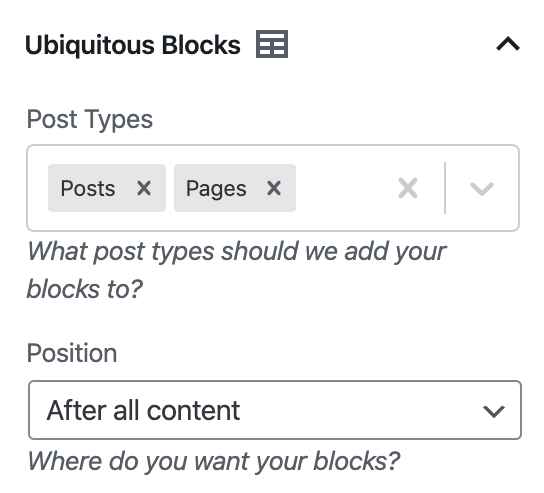 Ubiquitous Blocks
Post Types
Posts Pages
What post types should we add your
blocks to?
Position
After all content
Where do you want your blocks?